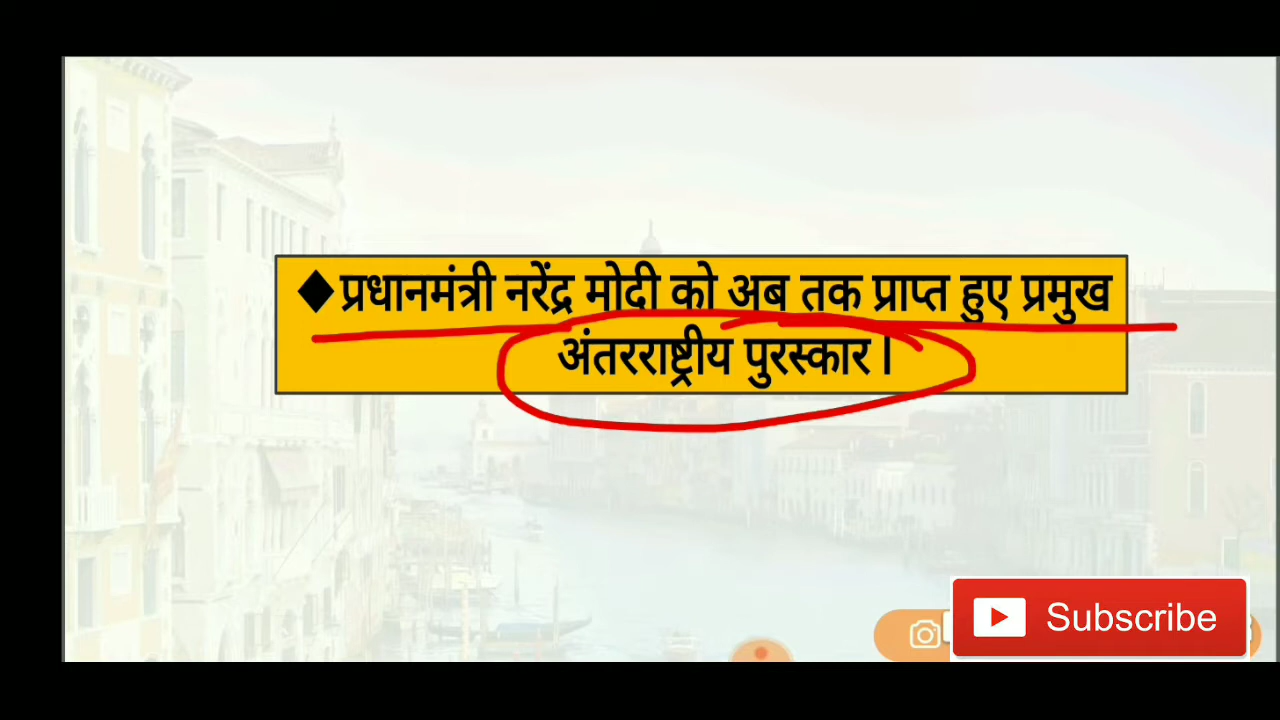 ♦प्रधानमंत्री नरेंद्र मोदी को अब तक प्राप्त हुए प्रमुख
अंतरराष्ट्रीय पुरस्कार।
Subscribe